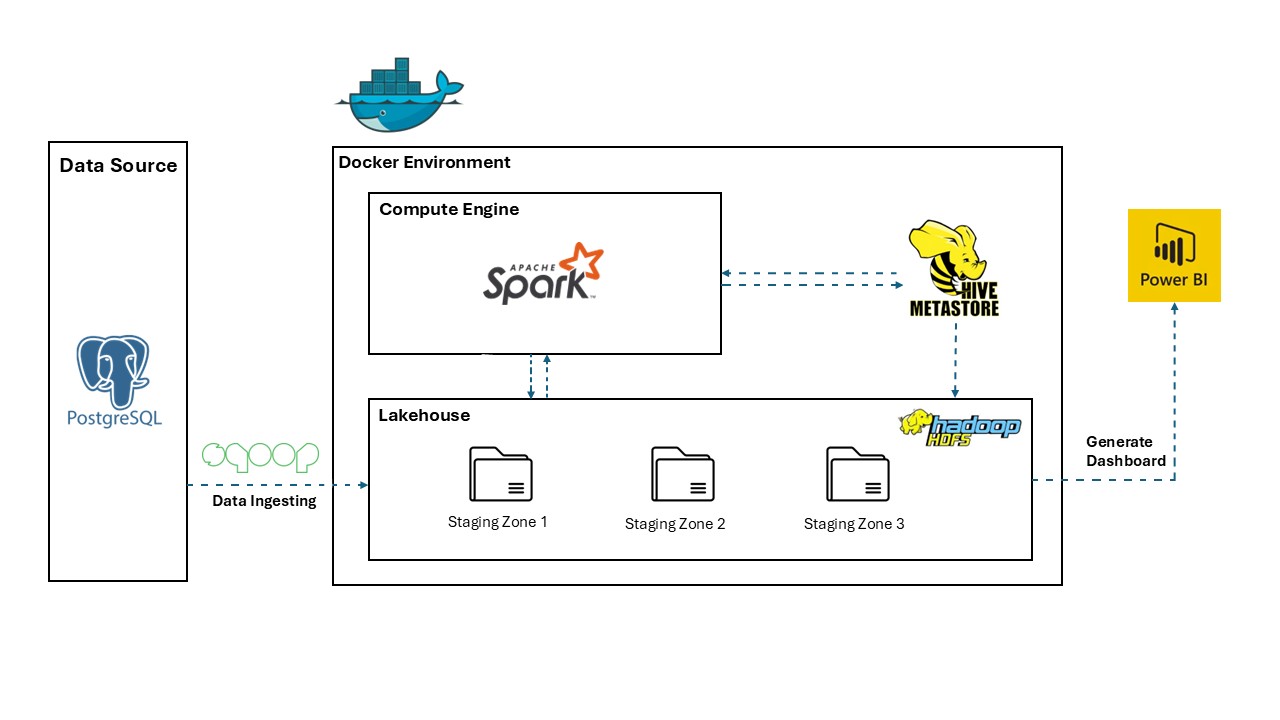 Data Source
PostgreSQL
sqoop
Data Ingesting
Docker Environment
Compute Engine
APACHE
Spark™
HIVE
METASTORE
Lakehouse
hadoop
HDFS
Staging Zone 1
Staging Zone 2
Staging Zone 3
Generate
Dashboard
Power BI